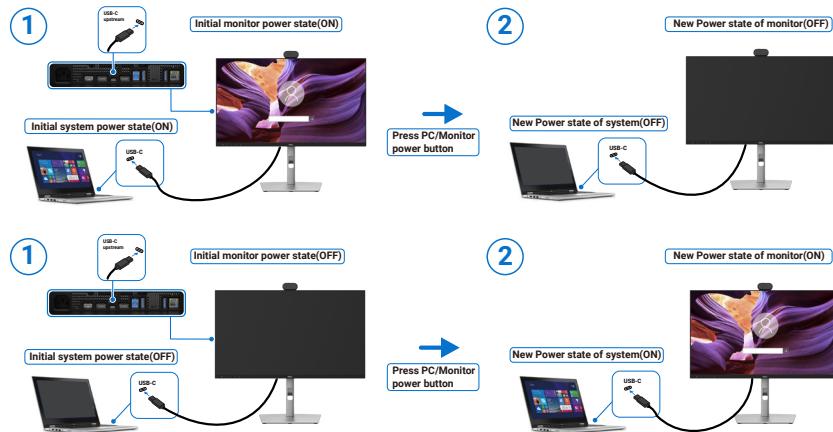 1
USB-C
upstream
Initial monitor power state(ON)
Initial system power state(ON)
USB-C
Press PC/Monitor
power button
2
New Power state of monitor(OFF)
New Power state of system(OFF)
USB-C
1
USB-C
upstream
Initial monitor power state(OFF)
Initial system power state(OFF)
USB-C
Press PC/Monitor
power button
2
New Power state of monitor(ON)
New Power state of system(ON)
USB-C